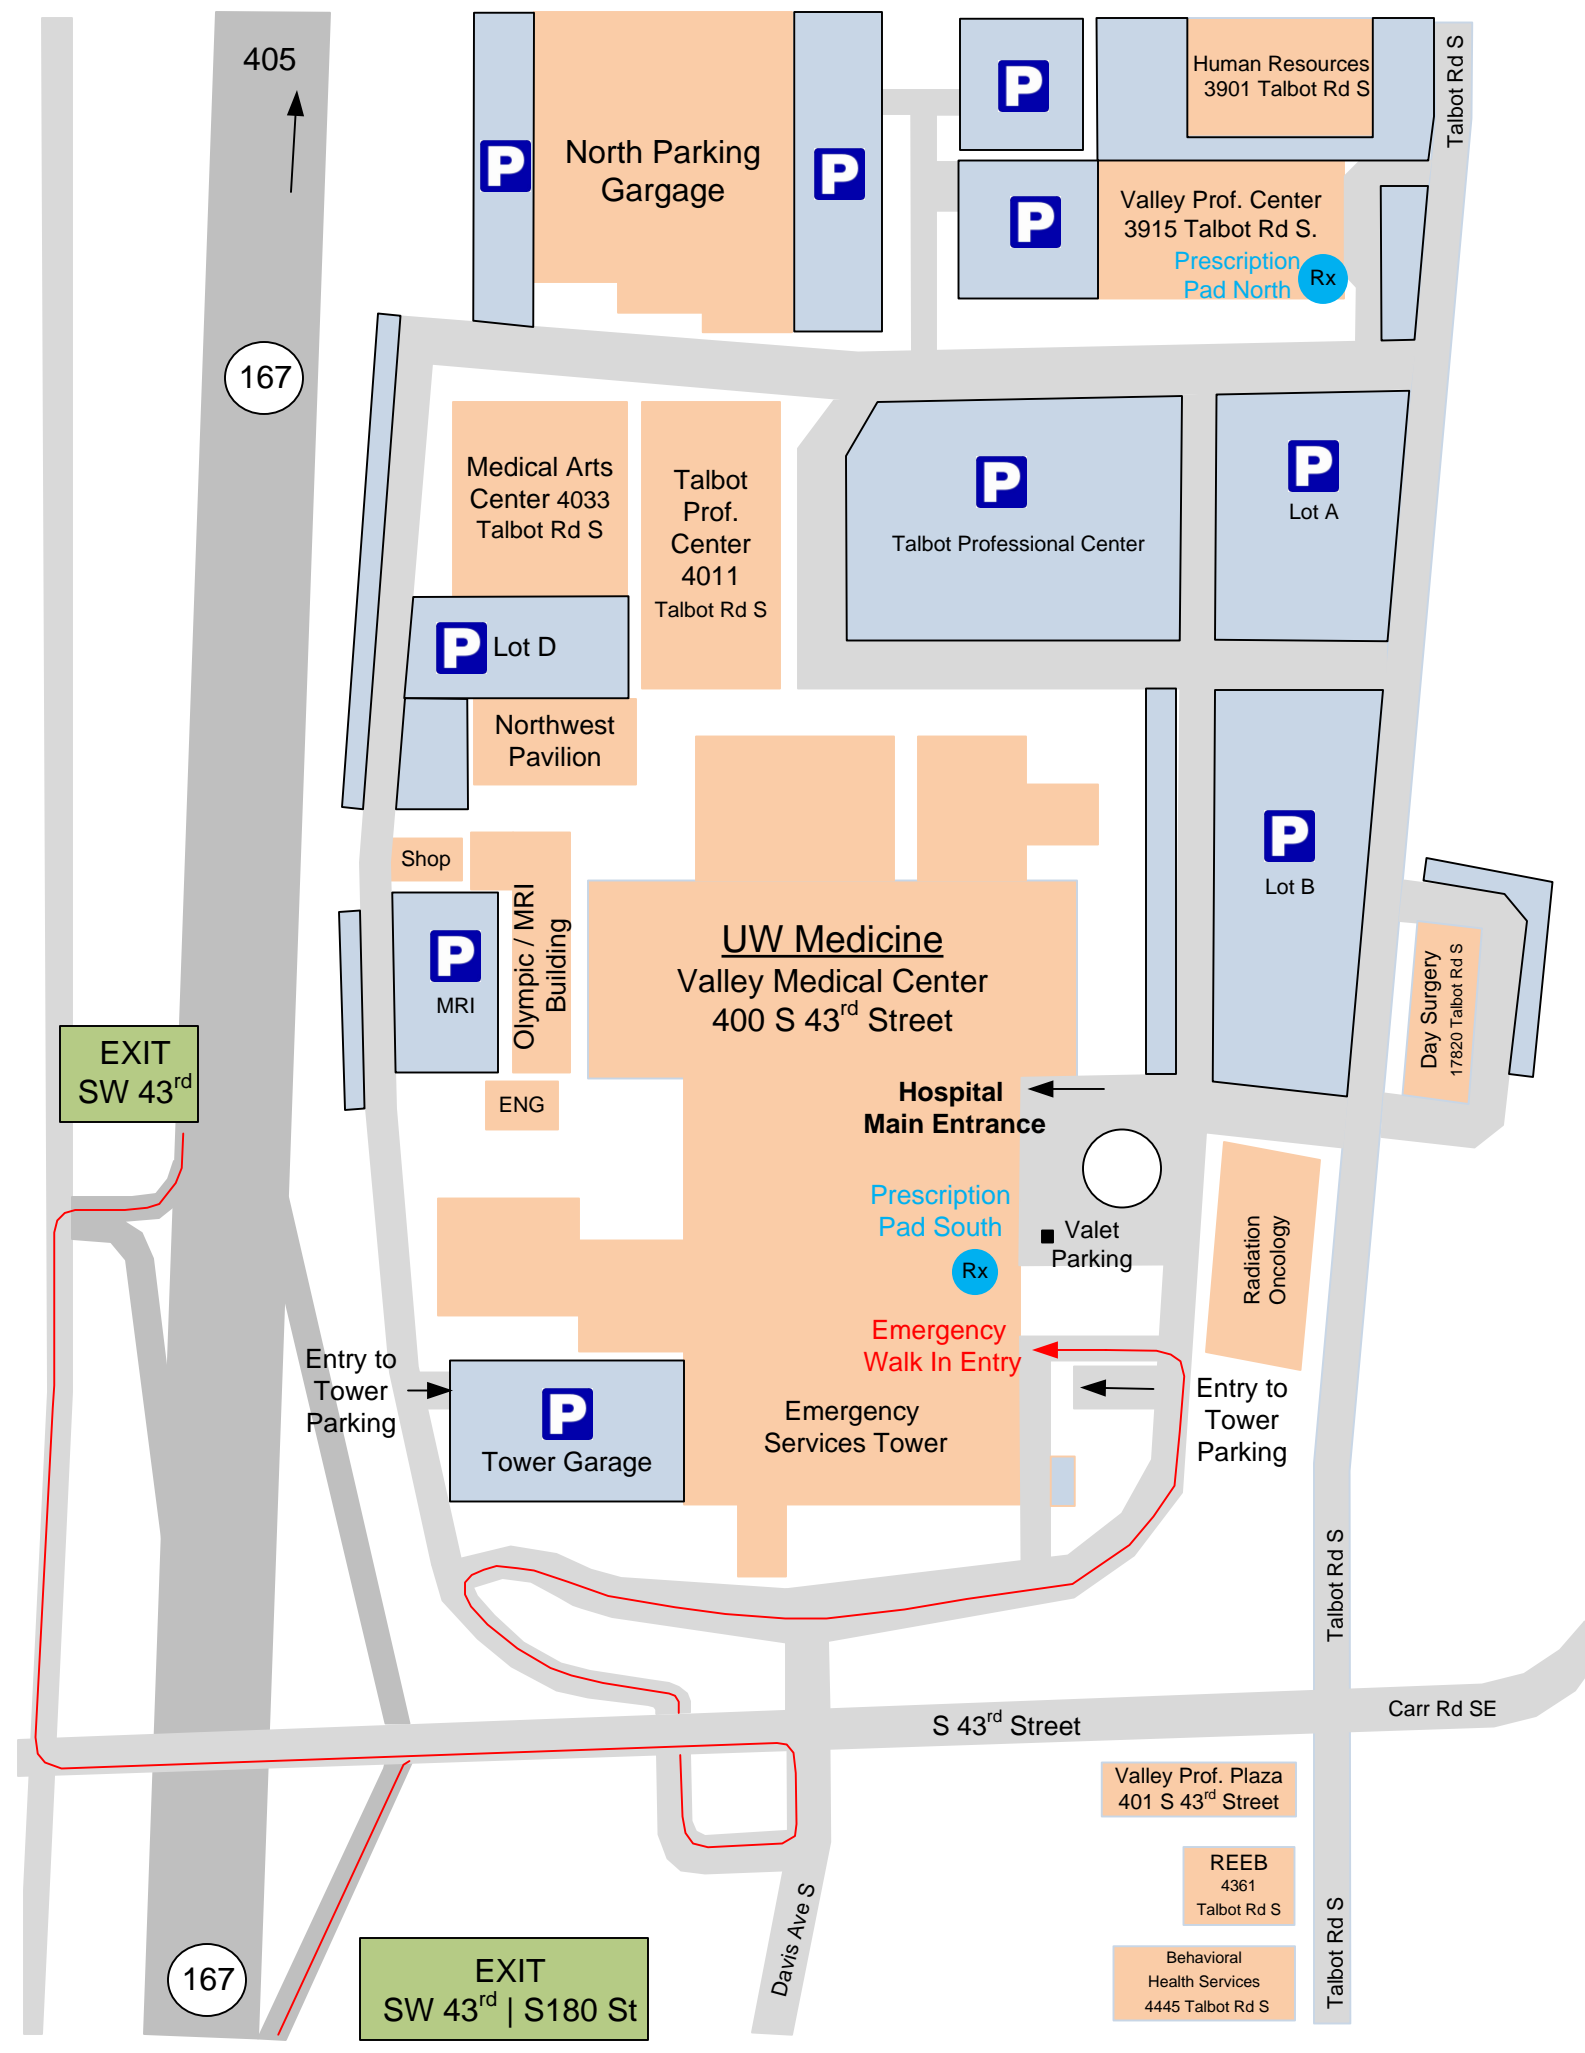 405
P
North Parking
Gargage
P
P
Human Resources
3901 Talbot Rd S
Talbot Rd S
P
Valley Prof. Center
3915 Talbot Rd S.
Prescription
Pad North
Rx
167
Medical Arts
Center 4033
Talbot Rd S
Talbot
Prof.
Center
4011
Talbot Rd S
P
Talbot Professional Center
P
Lot A
P Lot D
Northwest
Pavilion
Shop
Olympic / MRI
Building
P
MRI
ENG
UW Medicine
Valley Medical Center
400 S 43rd Street
P
Lot B
Day Surgery
17820 Talbot Rd S
EXIT
SW 43rd
Hospital
Main Entrance
Prescription
Pad South
Rx
Valet
Parking
Radiation
Oncology
Emergency
Walk In Entry
Entry to
Tower
Parking
P
Tower Garage
Emergency
Services Tower
Entry to
Tower
Parking
Talbot Rd S
S 43rd Street
Carr Rd SE
Valley Prof. Plaza
401 S 43rd Street
REEB
4361
Talbot Rd S
Behavioral
Health Services
4445 Talbot Rd S
Talbot Rd S
Davis Ave S
167
EXIT
SW 43rd | S180 St